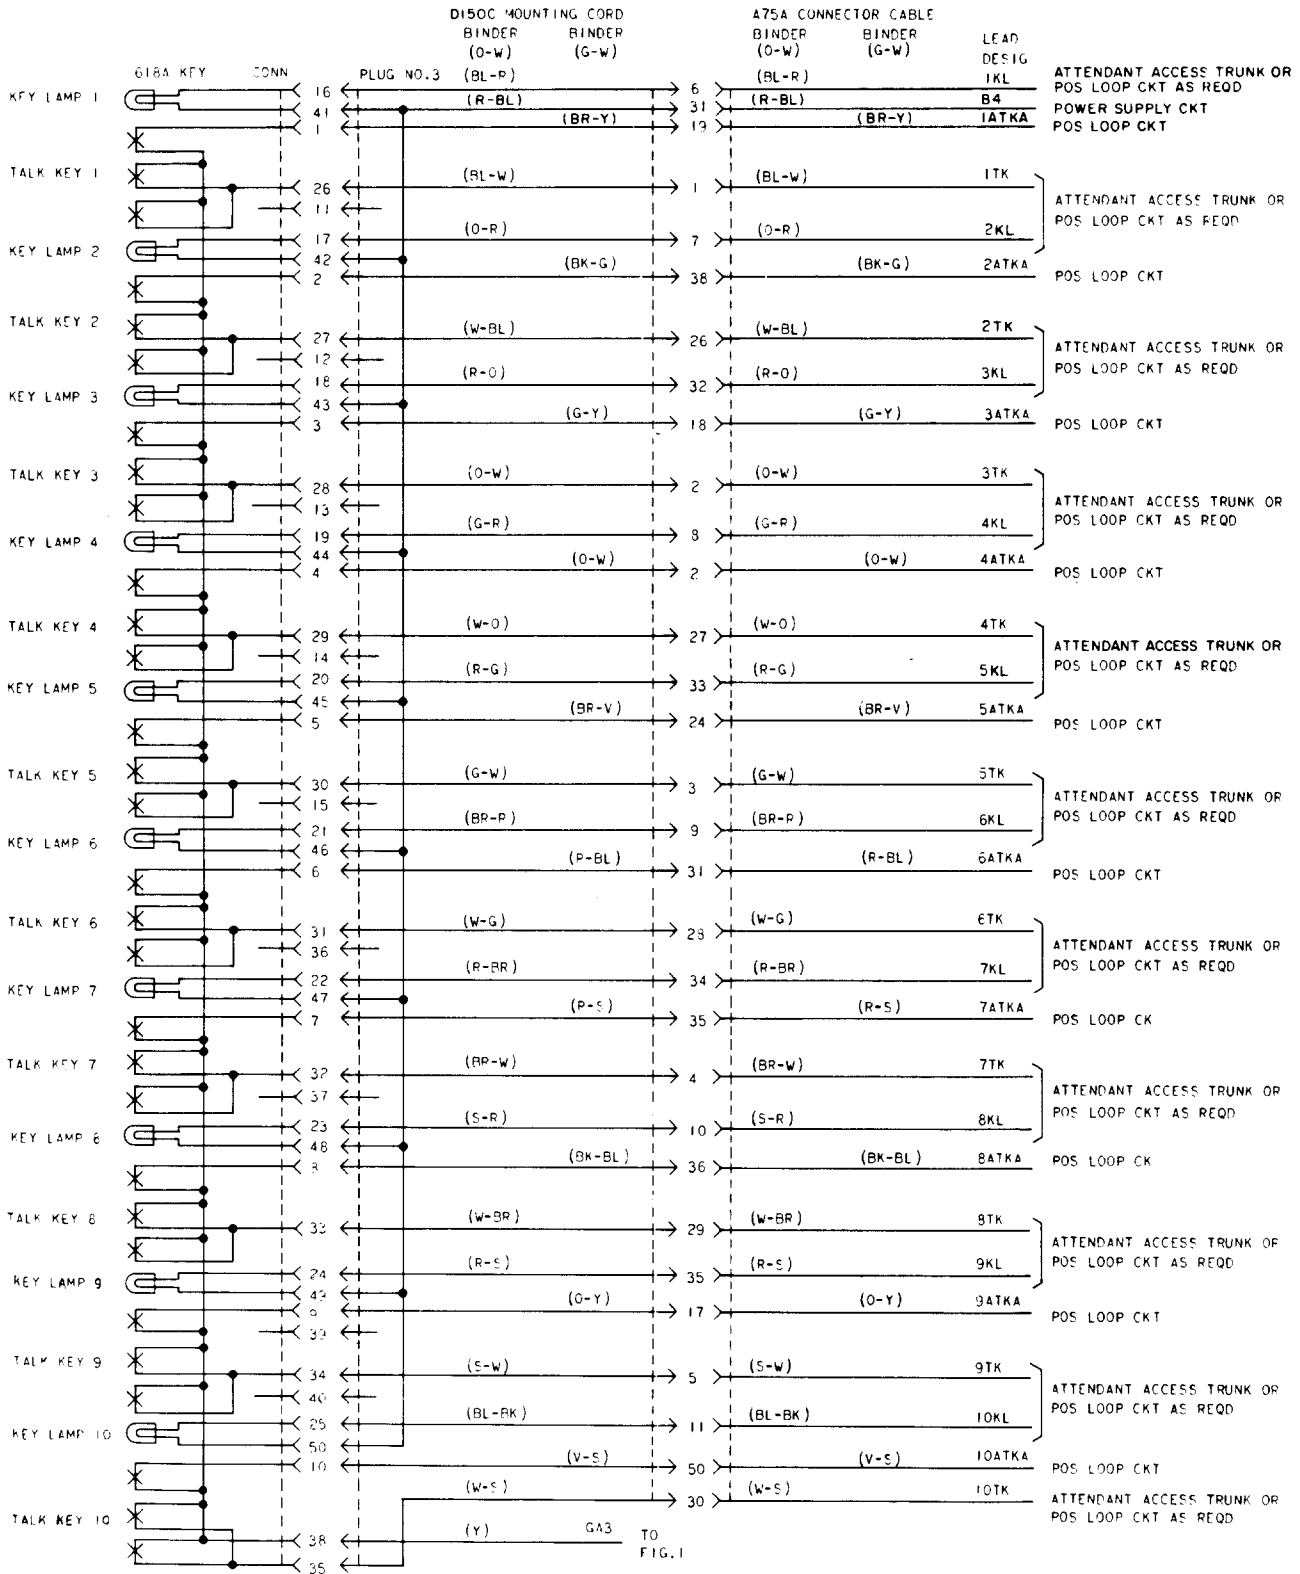 D150C MOUNTING CORD A75A CONNECTOR CABLE
BINDER BINDER BINDER BINDER LEAD
(O-W) (G-W) (O-W) (G-W) DESIG
618A KEY CONN PLUG NO.3 (BL-R) (BL-R) 1KL ATTENDANT ACCESS TRUNK OR
KEY LAMP 1 16 6 POS LOOP CKT AS REQD
41 (R-BL) 31 (R-BL) B4 POWER SUPPLY CKT
1 (BR-Y) 19 (BR-Y) 1ATKA POS LOOP CKT
TALK KEY 1 26 (BL-W) 1 (BL-W) 1TK
11 ATTENDANT ACCESS TRUNK OR
POS LOOP CKT AS REQD
KEY LAMP 2 17 (O-R) 7 (O-R) 2KL
42
2 (BK-G) 38 (BK-G) 2ATKA POS LOOP CKT
TALK KEY 2 27 (W-BL) 26 (W-BL) 2TK
12 ATTENDANT ACCESS TRUNK OR
POS LOOP CKT AS REQD
KEY LAMP 3 18 (R-O) 32 (R-O) 3KL
43
3 (G-Y) 18 (G-Y) 3ATKA POS LOOP CKT
TALK KEY 3 28 (O-W) 2 (O-W) 3TK
13 ATTENDANT ACCESS TRUNK OR
POS LOOP CKT AS REQD
KEY LAMP 4 19 (G-R) 8 (G-R) 4KL
44
4 (O-W) 2 (O-W) 4ATKA POS LOOP CKT
TALK KEY 4 29 (W-O) 27 (W-O) 4TK
14 ATTENDANT ACCESS TRUNK OR
POS LOOP CKT AS REQD
KEY LAMP 5 20 (R-G) 33 (R-G) 5KL
45
5 (BR-V) 24 (BR-V) 5ATKA POS LOOP CKT
TALK KEY 5 30 (G-W) 3 (G-W) 5TK
15 ATTENDANT ACCESS TRUNK OR
POS LOOP CKT AS REQD
KEY LAMP 6 21 (BR-R) 9 (BR-R) 6KL
46
6 (R-BL) 31 (R-BL) 6ATKA POS LOOP CKT
TALK KEY 6 31 (W-G) 28 (W-G) 6TK
36 ATTENDANT ACCESS TRUNK OR
POS LOOP CKT AS REQD
KEY LAMP 7 22 (R-BR) 34 (R-BR) 7KL
47
7 (R-S) 35 (R-S) 7ATKA POS LOOP CK
TALK KEY 7 32 (BR-W) 4 (BR-W) 7TK
37 ATTENDANT ACCESS TRUNK OR
POS LOOP CKT AS REQD
KEY LAMP 8 23 (S-R) 10 (S-R) 8KL
48
8 (BK-BL) 36 (BK-BL) 8ATKA POS LOOP CK
TALK KEY 8 33 (W-BR) 29 (W-BR) 8TK
ATTENDANT ACCESS TRUNK OR
POS LOOP CKT AS REQD
KEY LAMP 9 24 (R-S) 35 (R-S) 9KL
49
9 (O-Y) 17 (O-Y) 9ATKA POS LOOP CKT
39
TALK KEY 9 34 (S-W) 5 (S-W) 9TK
40 ATTENDANT ACCESS TRUNK OR
POS LOOP CKT AS REQD
KEY LAMP 10 25 (BL-BK) 11 (BL-BK) 10KL
50
10 (V-S) 50 (V-S) 10ATKA POS LOOP CKT
(W-S) 30 (W-S) 10TK ATTENDANT ACCESS TRUNK OR
POS LOOP CKT AS REQD
TALK KEY 10 38 (Y) GA3 TO
FIG.1
35